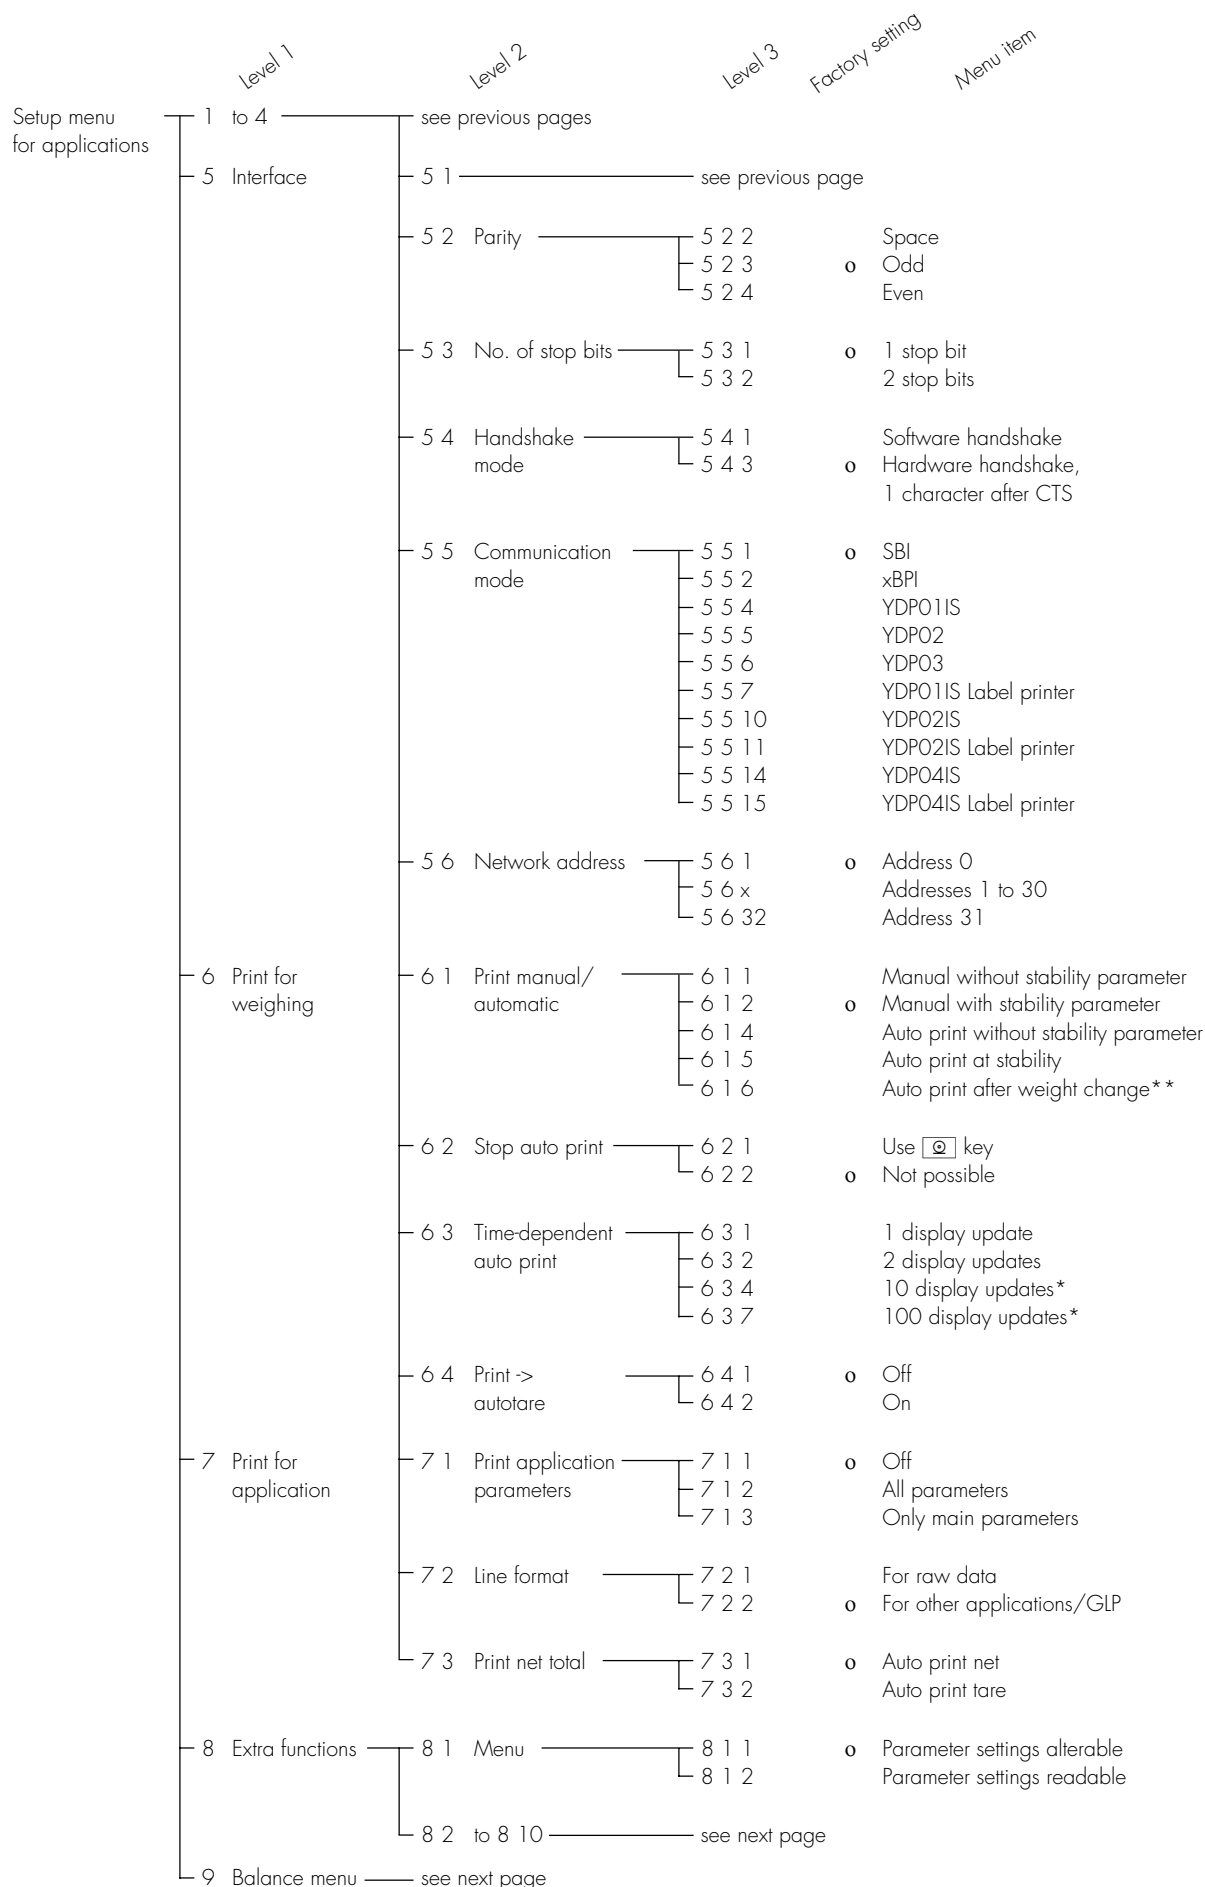 Level 1 Level 2 Level 3 Factory setting Menu item
Setup menu 1 to 4 see previous pages
for applications
5 Interface 5 1 see previous page
5 2 Parity 5 2 2 Space
5 2 3 o Odd
5 2 4 Even
5 3 No. of stop bits 5 3 1 o 1 stop bit
5 3 2 2 stop bits
5 4 Handshake 5 4 1 Software handshake
mode 5 4 3 o Hardware handshake,
1 character after CTS
5 5 Communication 5 5 1 o SBI
mode 5 5 2 xBPI
5 5 4 YDP01IS
5 5 5 YDP02
5 5 6 YDP03
5 5 7 YDP01IS Label printer
5 5 10 YDP02IS
5 5 11 YDP02IS Label printer
5 5 14 YDP04IS
5 5 15 YDP04IS Label printer
5 6 Network address 5 6 1 o Address 0
5 6 x Addresses 1 to 30
5 6 32 Address 31
6 Print for 6 1 Print manual/ 6 1 1 Manual without stability parameter
weighing automatic 6 1 2 o Manual with stability parameter
6 1 4 Auto print without stability parameter
6 1 5 Auto print at stability
6 1 6 Auto print after weight change**
6 2 Stop auto print 6 2 1 Use key
6 2 2 o Not possible
6 3 Time-dependent 6 3 1 1 display update
auto print 6 3 2 2 display updates
6 3 4 10 display updates*
6 3 7 100 display updates*
6 4 Print -> 6 4 1 o Off
autotare 6 4 2 On
7 Print for 7 1 Print application 7 1 1 o Off
application parameters 7 1 2 All parameters
7 1 3 Only main parameters
7 2 Line format 7 2 1 For raw data
7 2 2 o For other applications/GLP
7 3 Print net total 7 3 1 o Auto print net
7 3 2 Auto print tare
8 Extra functions 8 1 Menu 8 1 1 o Parameter settings alterable
8 1 2 Parameter settings readable
8 2 to 8 10 see next page
9 Balance menu see next page